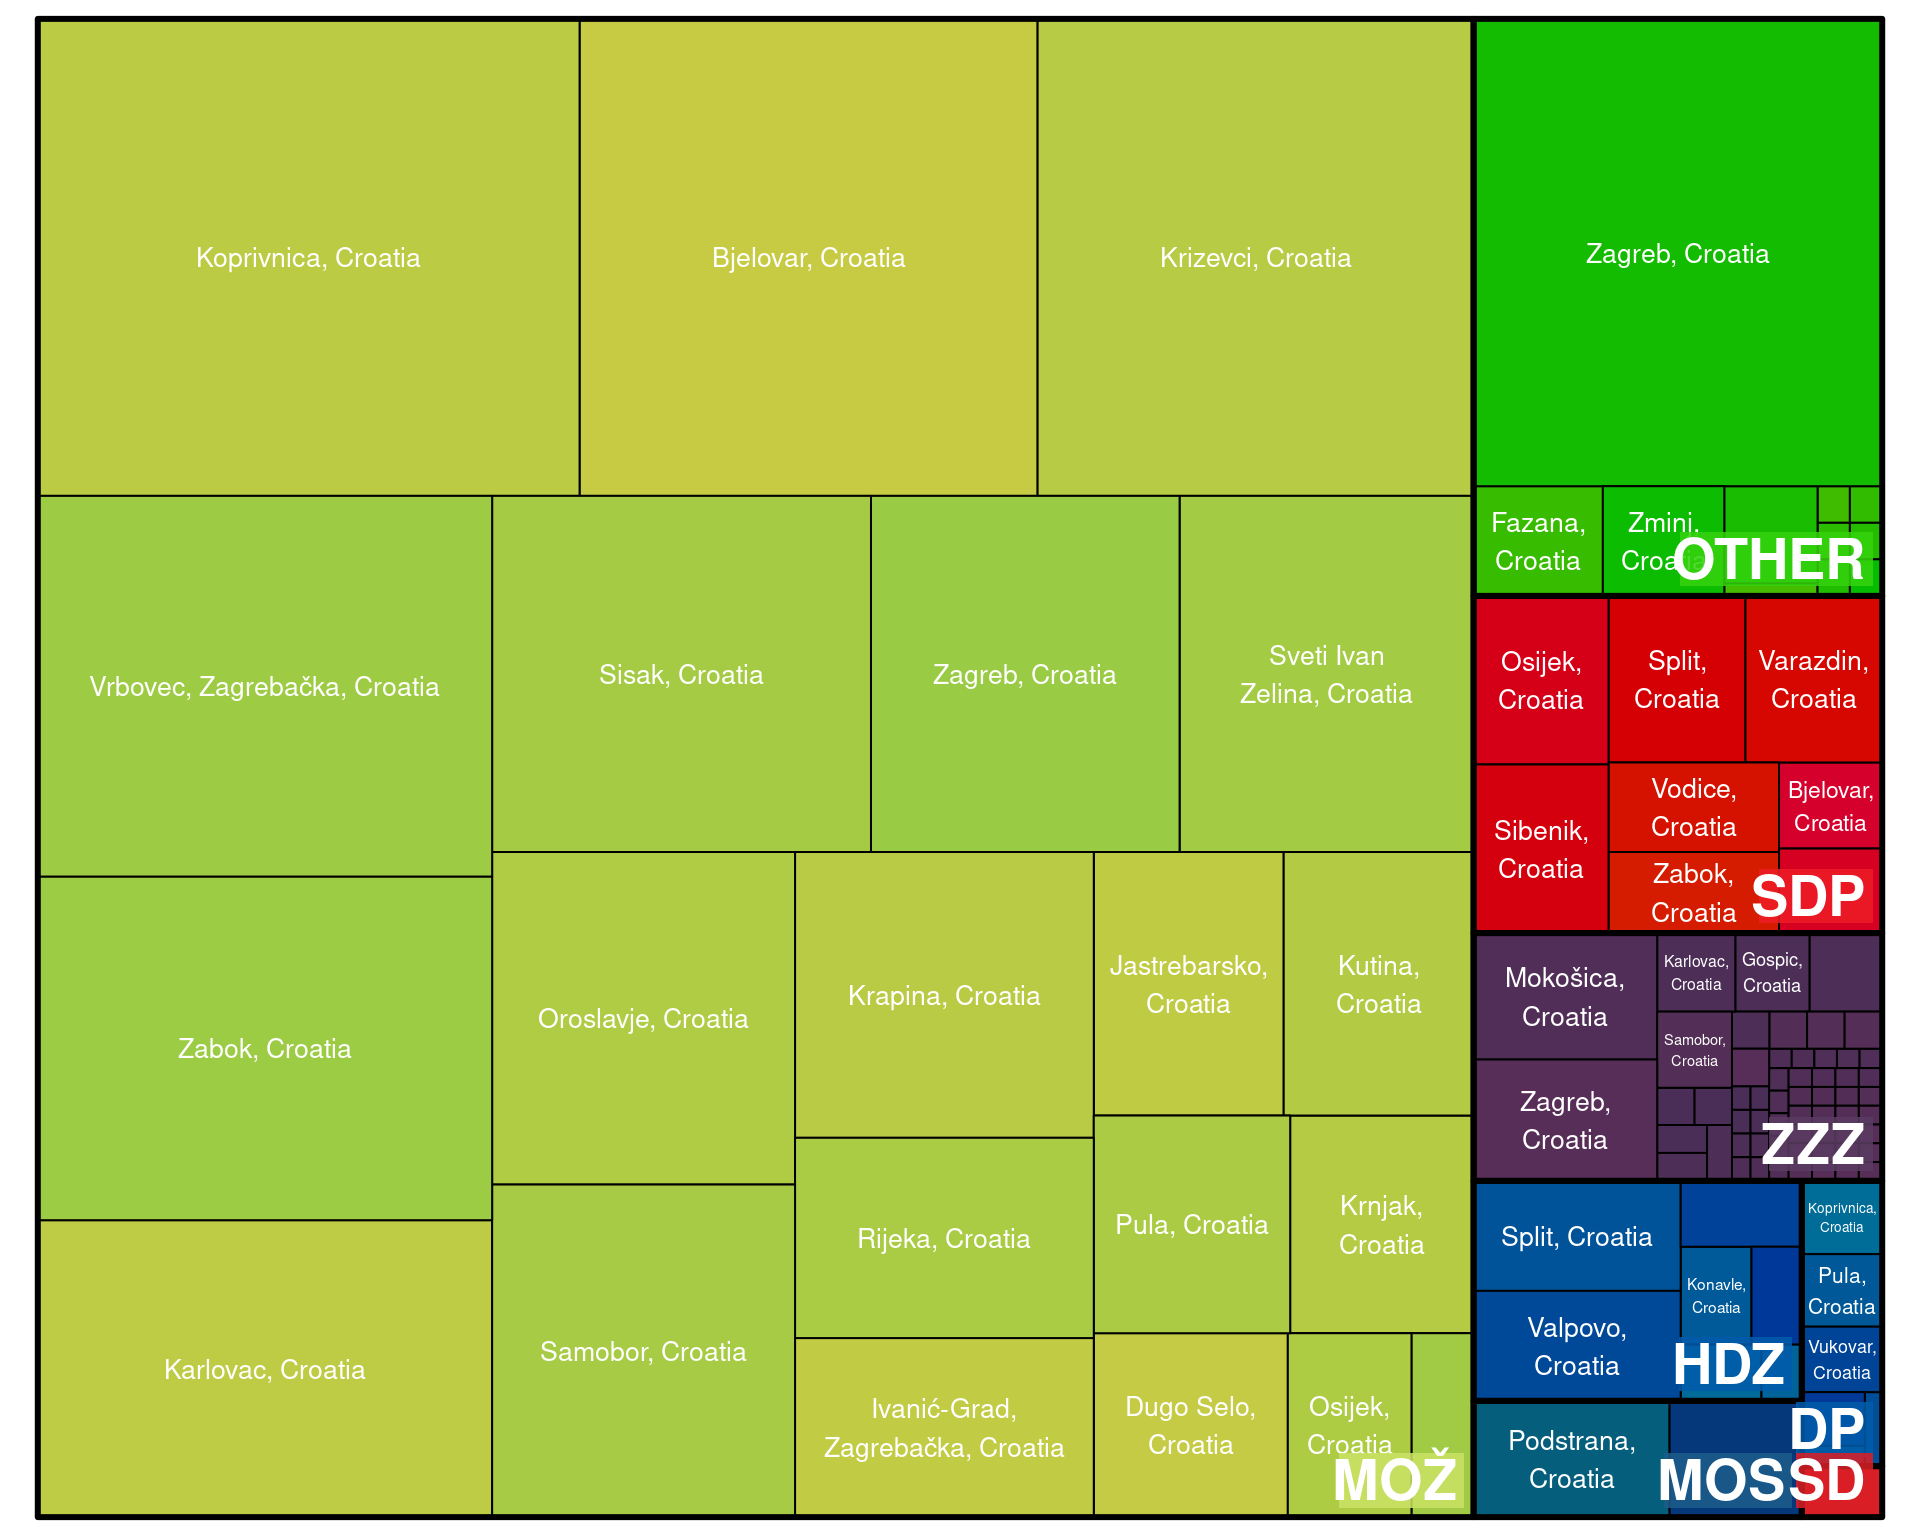 Koprivnica, Croatia
Bjelovar, Croatia
Krizevci, Croatia
Vrbovec, Zagrebačka, Croatia
Sisak, Croatia
Zagreb, Croatia
Sveti Ivan
Zelina, Croatia
Zabok, Croatia
Oroslavje, Croatia
Krapina, Croatia
Jastrebarsko,
Croatia
Kutina,
Croatia
Karlovac, Croatia
Samobor, Croatia
Rijeka, Croatia
Pula, Croatia
Krnjak,
Croatia
Ivanić-Grad,
Zagrebačka, Croatia
Dugo Selo,
Croatia
Osijek,
Croatia
MOŽ
Zagreb, Croatia
Fazana,
Croatia
Zminj,
Croatia
OTHER
Osijek,
Croatia
Split,
Croatia
Varazdin,
Croatia
Sibenik,
Croatia
Vodice,
Croatia
Bjelovar,
Croatia
Zabok,
Croatia
SDP
Mokošica,
Croatia
Karlovac,
Croatia
Gospic,
Croatia
Samobor,
Croatia
Zagreb,
Croatia
ZZZ
Split, Croatia
Konavle,
Croatia
Valpovo,
Croatia
HDZ
Koprivnica,
Croatia
Pula,
Croatia
Vukovar,
Croatia
DP
Podstrana,
Croatia
MOS
SD